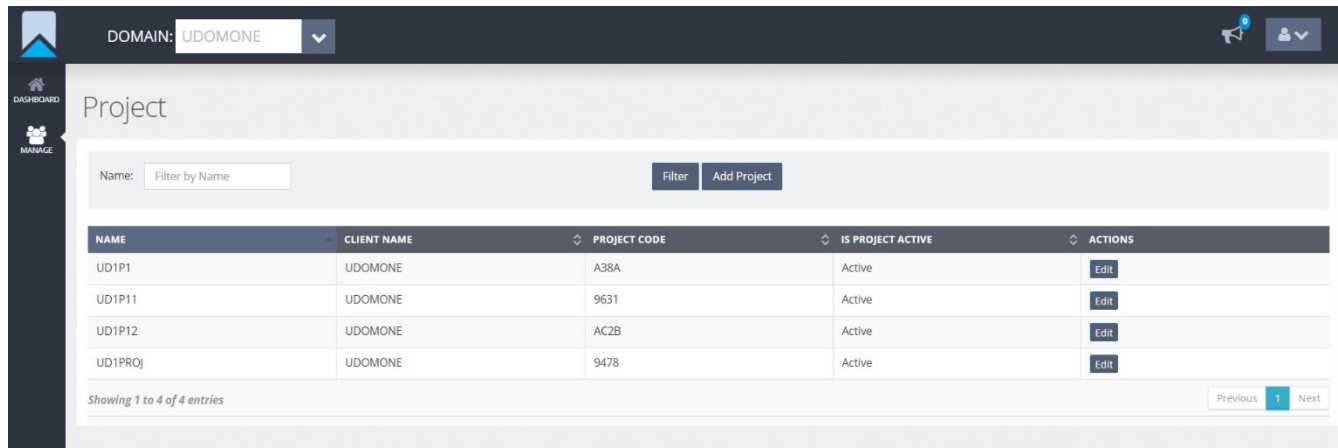 DOMAIN: UDOMONE
0
DASHBOARD
MANAGE
Project
Name: Filter by Name Filter Add Project
NAME CLIENT NAME PROJECT CODE IS PROJECT ACTIVE ACTIONS
UD1P1 UDOMONE A38A Active Edit
UD1P11 UDOMONE 9631 Active Edit
UD1P12 UDOMONE AC2B Active Edit
UD1PROJ UDOMONE 9478 Active Edit
Showing 1 to 4 of 4 entries Previous 1 Next